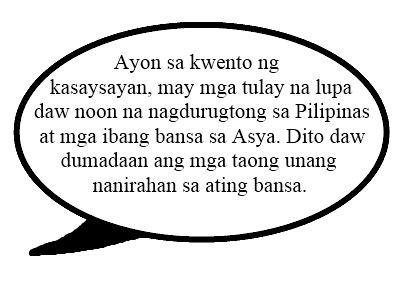 Ayon sa kwento ng
kasaysayan, may mga tulay na lupa
daw noon na nagdurugtong sa Pilipinas
at mga ibang bansa sa Asya. Dito daw
dumadaan ang mga taong unang
nanirahan sa ating bansa.